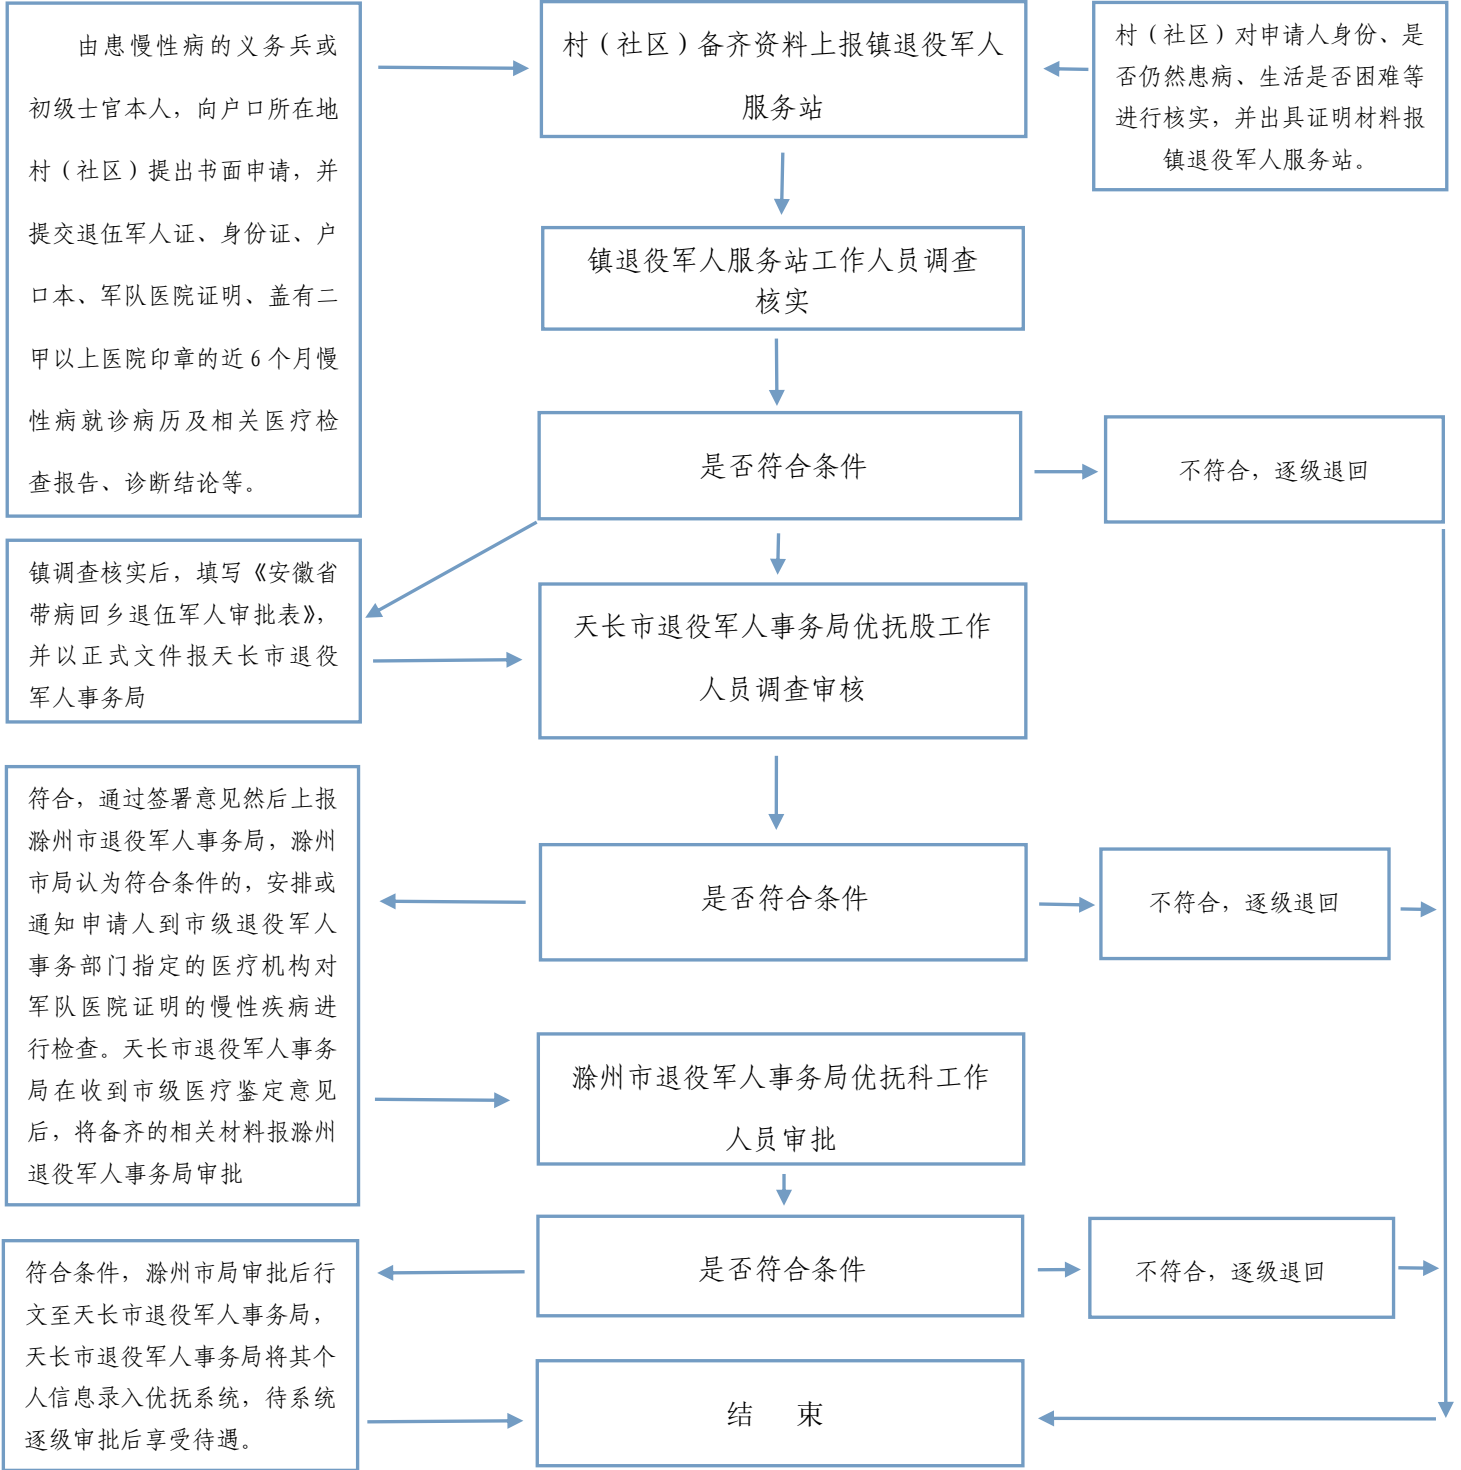 由患慢性病的义务兵或
初级士官本人，向户口所在地
村（社区）提出书面申请，并
提交退伍军人证、身份证、户
口本、军队医院证明、盖有二
甲以上医院印章的近6个月慢
性病就诊病历及相关医疗检
查报告、诊断结论等。
村（社区）备齐资料上报镇退役军人
服务站
村（社区）对申请人身份、是
否仍然患病、生活是否困难等
进行核实，并出具证明材料报
镇退役军人服务站。
镇退役军人服务站工作人员调查
核实
是否符合条件
不符合，逐级退回
镇调查核实后，填写《安徽省
带病回乡退伍军人审批表》，
并以正式文件报天长市退役
军人事务局
天长市退役军人事务局优抚股工作
人员调查审核
符合，通过签署意见然后上报
滁州市退役军人事务局，滁州
市局认为符合条件的，安排或
通知申请人到市级退役军人
事务部门指定的医疗机构对
军队医院证明的慢性疾病进
行检查。天长市退役军人事务
局在收到市级医疗鉴定意见
后，将备齐的相关材料报滁州
退役军人事务局审批
是否符合条件
不符合，逐级退回
滁州市退役军人事务局优抚科工作
人员审批
是否符合条件
不符合，逐级退回
符合条件，滁州市局审批后行
文至天长市退役军人事务局，
天长市退役军人事务局将其个
人信息录入优抚系统，待系统
逐级审批后享受待遇。
结 束